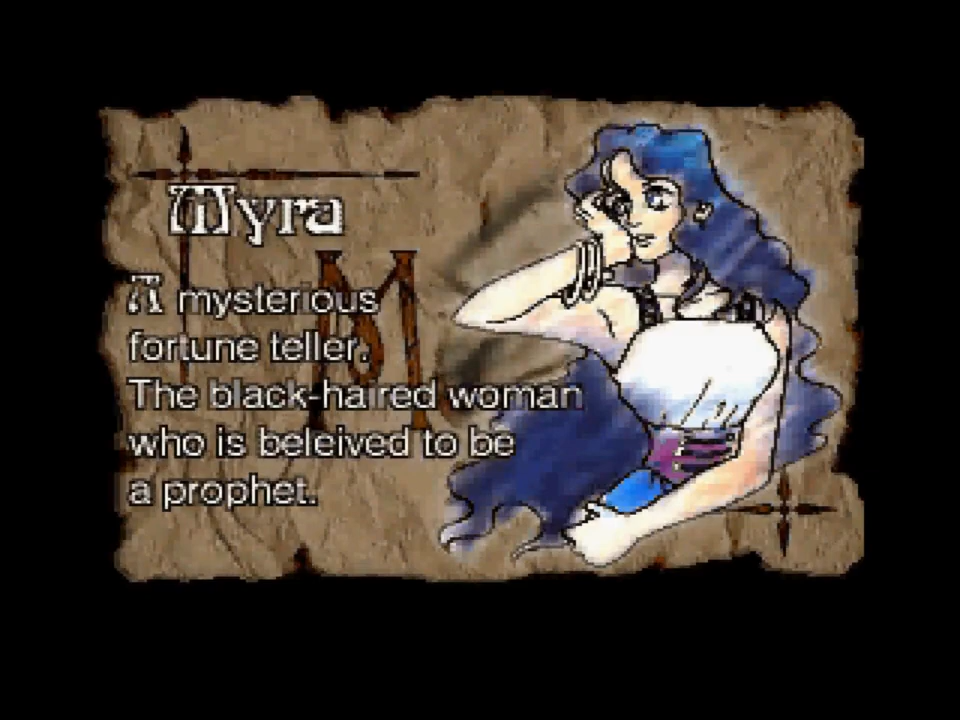 Myra
M
A mysterious
fortune teller.
The black-haired woman
who is beleived to be
a prophet.